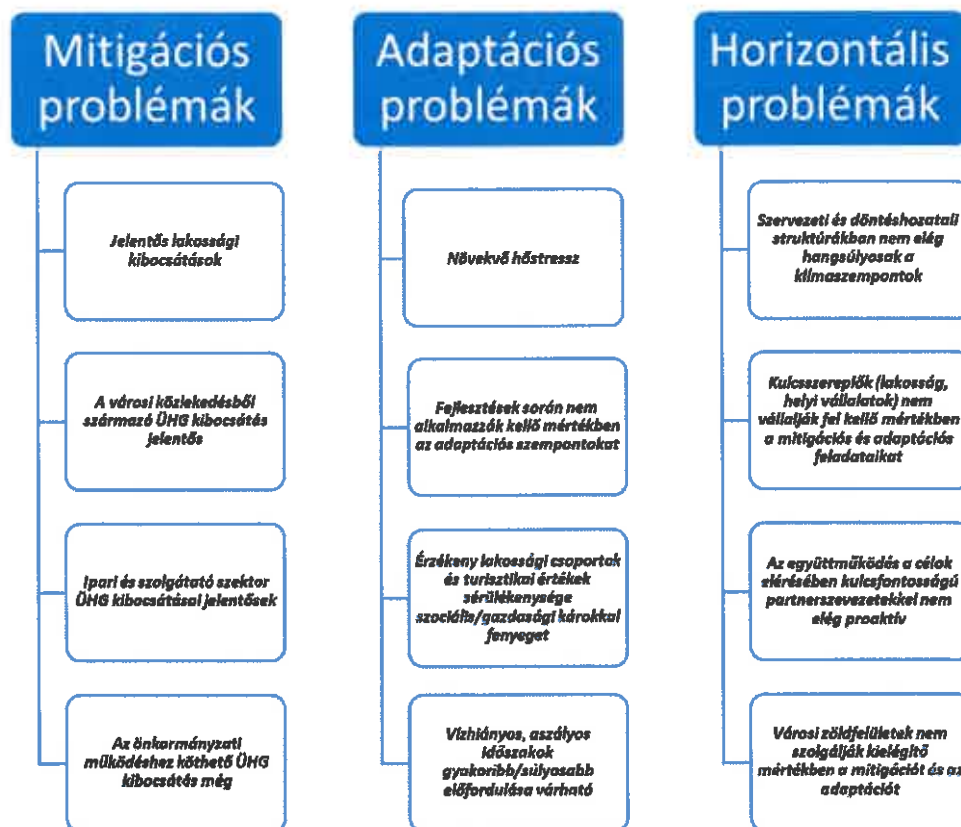 Mitigációs
problémák
Jelentős lakossági
kibocsátások
A városi közlekedésből
származó ÜHG kibocsátás
jelentős
Ipari és szolgátató szektor
ÜHG kibocsátásai jelentősek
Az önkormányzati
működéshez köthető ÜHG
kibocsátás még
Adaptációs
problémák
Növekvő hőstressz
Fejlesztések során nem
alkalmazzák kellő mértékben
az adaptációs szempontokat
Érzékeny lakossági csoportok
és turisztikai értékek
sérülékenysége
szociális/gazdasági károkkal
fenyeget
Vízhiányos, aszályos
időszakok
gyakoribb/súlyosabb
előfordulása várható
Horizontális
problémák
Szervezeti és döntéshozatali
struktúrákban nem elég
hangsúlyosak a
klímaszempontok
Kulcsszereplők (lakosság,
helyi vállalatok) nem
vállalják fel kellő mértékben
a mitigációs és adaptációs
feladataikat
Az együttműködés a célok
elérésében kulcsfontosságú
partnerszevezetekkel nem
elég proaktív
Városi zöldfelületek nem
szolgálják kielégítő
mértékben a mitigációt és az
adaptációt